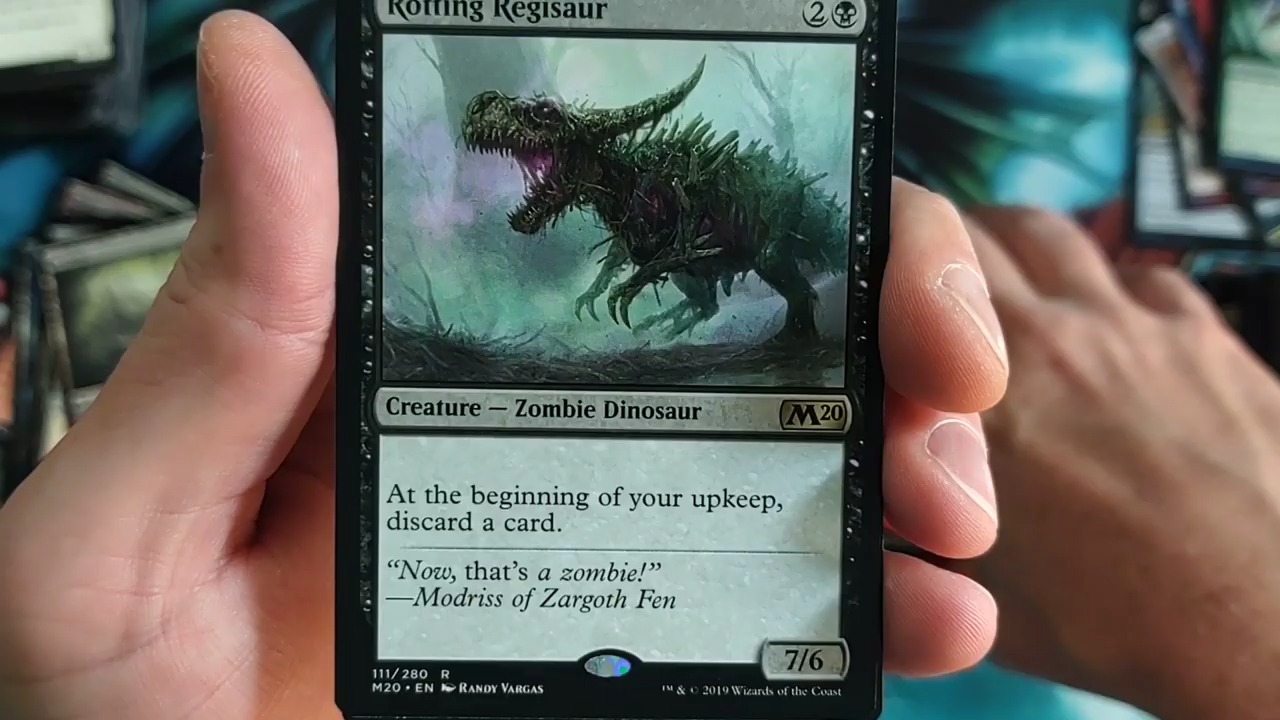 Rotting Regisaur 2
Creature — Zombie Dinosaur M20
At the beginning of your upkeep,
discard a card.
“Now, that’s a zombie!”
—Modriss of Zargoth Fen
7/6
111/280 R
M20 • EN RANDY VARGAS
™ & © 2019 Wizards of the Coast